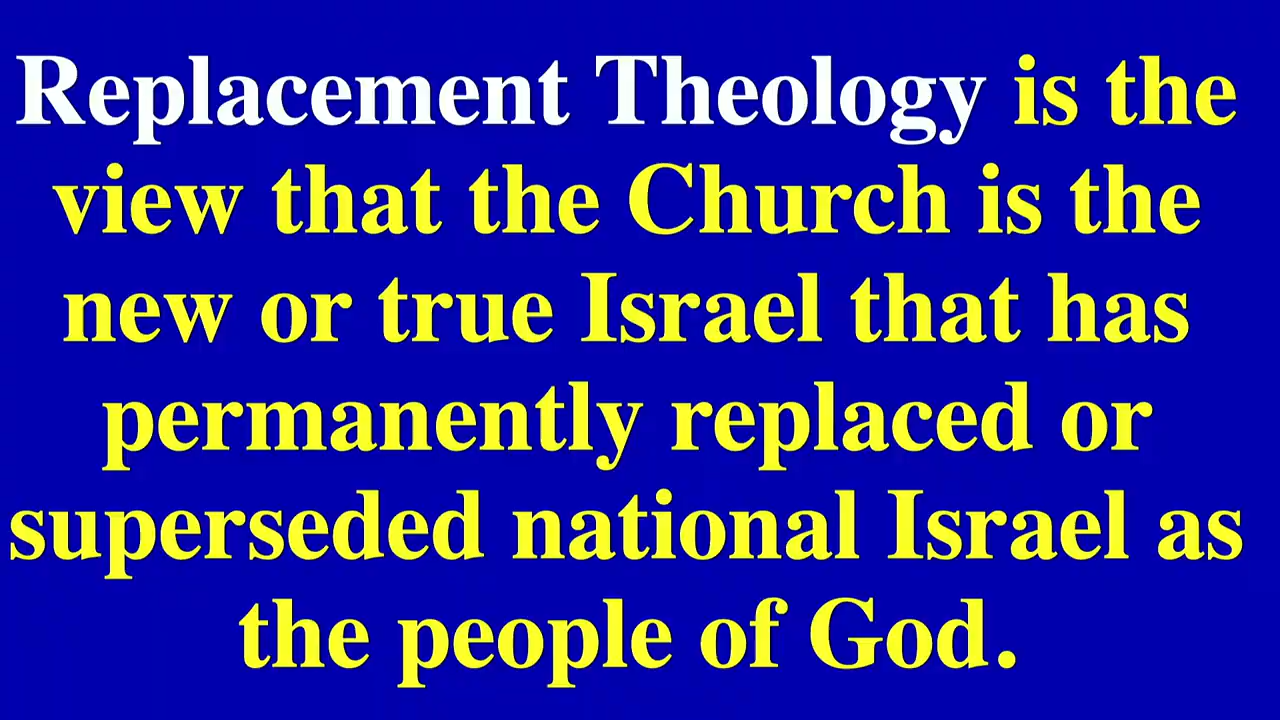 Replacement Theology is the
view that the Church is the
new or true Israel that has
permanently replaced or
superseded national Israel as
the people of God.